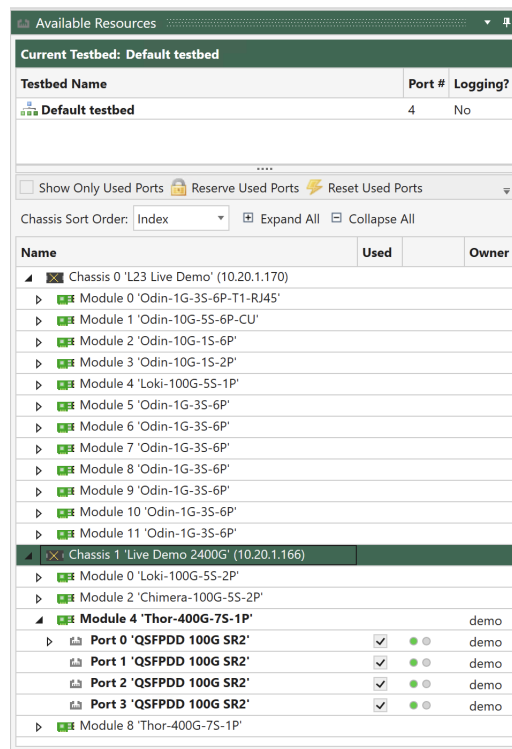 Available Resources
Current Testbed: Default testbed
Testbed Name Port # Logging?
Default testbed 4 No
Show Only Used Ports Reserve Used Ports Reset Used Ports
Chassis Sort Order: Index Expand All Collapse All
Name Used Owner
Chassis 0 'L23 Live Demo' (10.20.1.170)
Module 0 'Odin-1G-3S-6P-T1-RJ45'
Module 1 'Odin-10G-5S-6P-CU'
Module 2 'Odin-10G-1S-6P'
Module 3 'Odin-10G-1S-2P'
Module 4 'Loki-100G-5S-1P'
Module 5 'Odin-1G-3S-6P'
Module 6 'Odin-1G-3S-6P'
Module 7 'Odin-1G-3S-6P'
Module 8 'Odin-1G-3S-6P'
Module 9 'Odin-1G-3S-6P'
Module 10 'Odin-1G-3S-6P'
Module 11 'Odin-1G-3S-6P'
Chassis 1 'Live Demo 2400G' (10.20.1.166)
Module 0 'Loki-100G-5S-2P'
Module 2 'Chimera-100G-5S-2P'
Module 4 'Thor-400G-7S-1P' demo
Port 0 'QSFPDD 100G SR2' demo
Port 1 'QSFPDD 100G SR2' demo
Port 2 'QSFPDD 100G SR2' demo
Port 3 'QSFPDD 100G SR2' demo
Module 8 'Thor-400G-7S-1P'